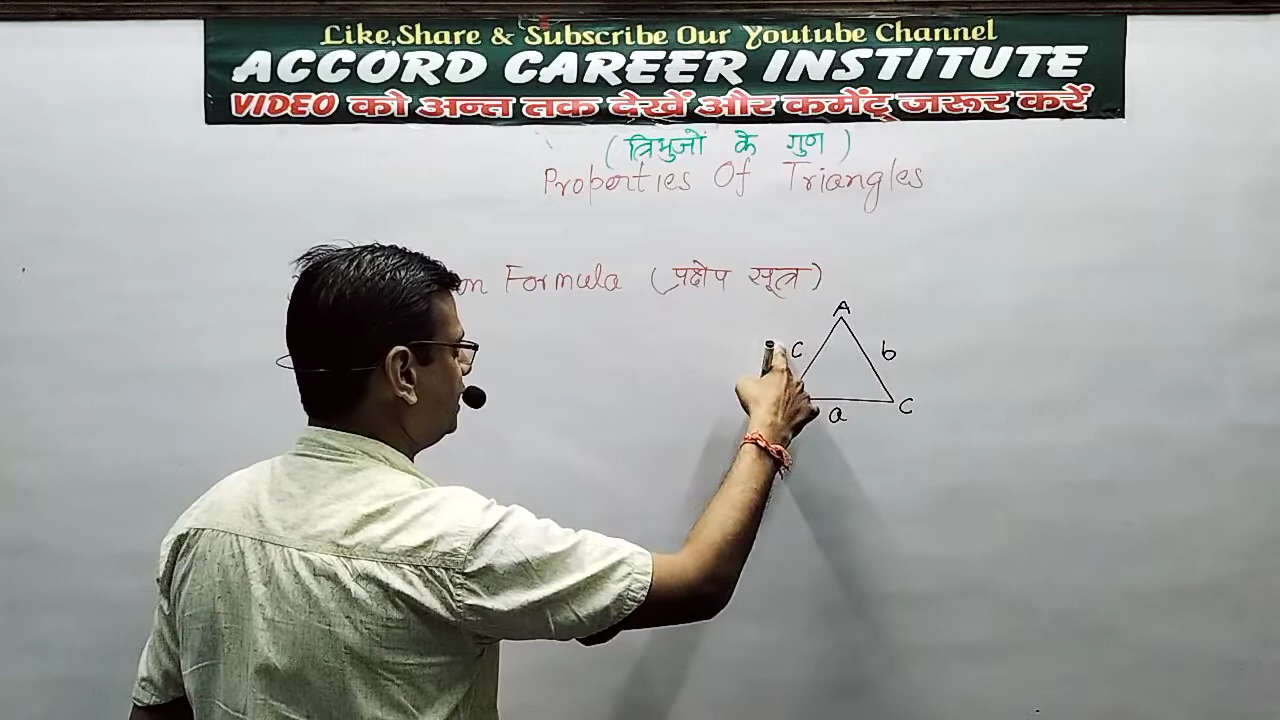 Like,Share & Subscribe Our Youtube Channel
ACCORD CAREER INSTITUTE
VIDEO को अन्त तक देखें और कमेंट् जरूर करें
(त्रिभुजों के गुण)
Properties Of Triangles
on Formula (प्रक्षेप सूत्र)
A
c b
a C